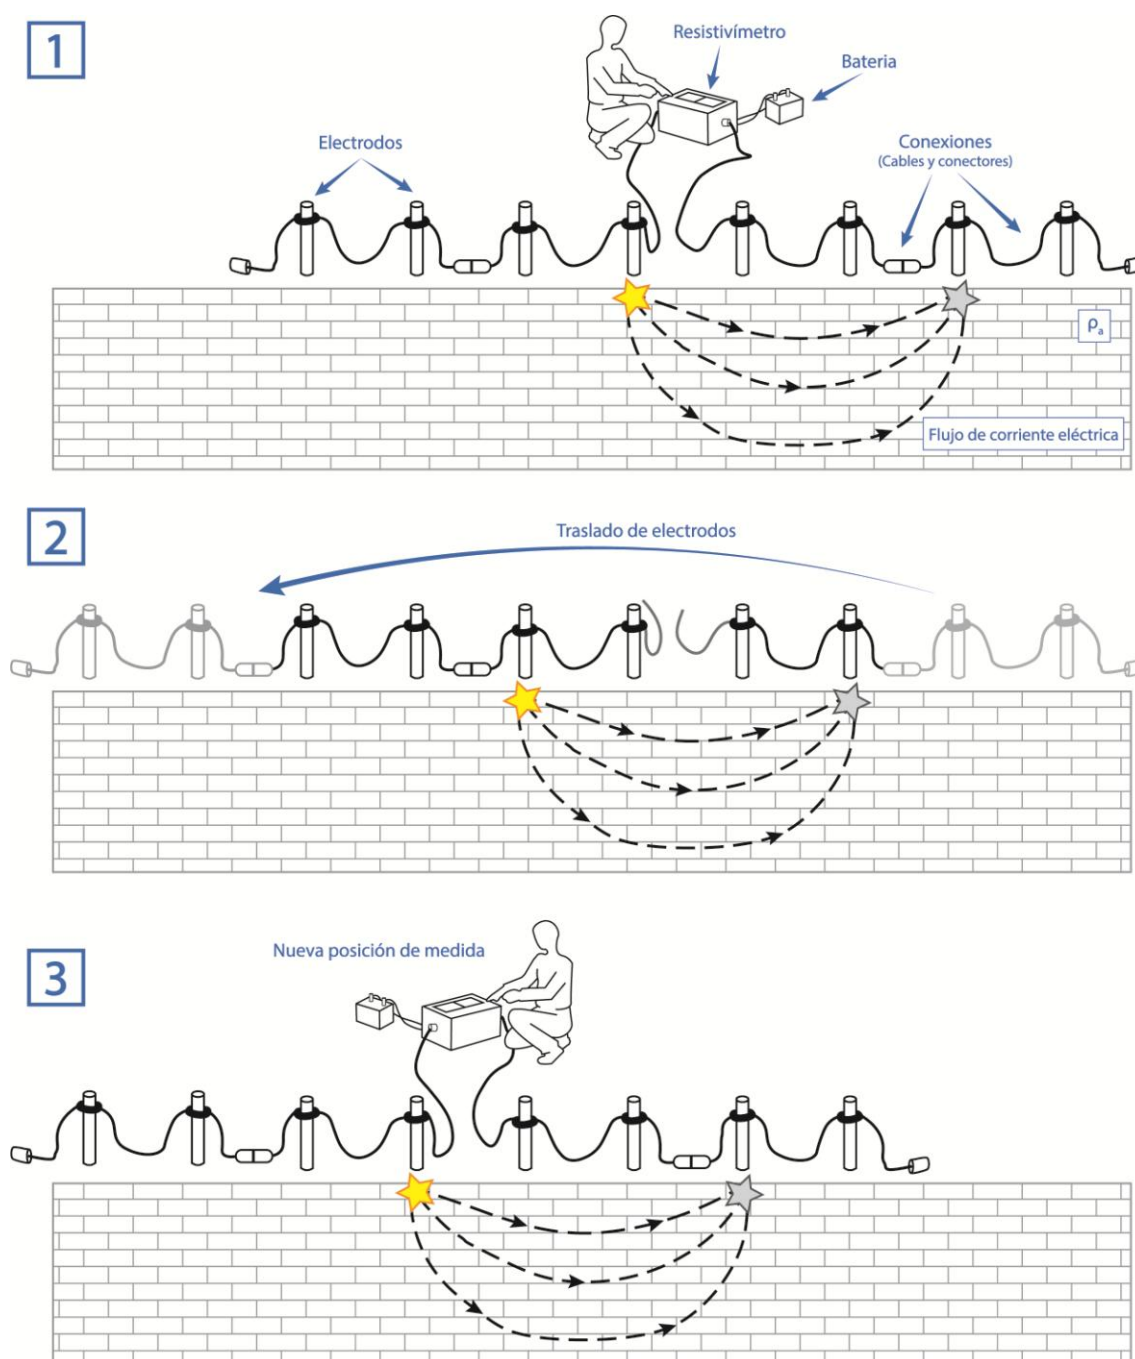 1
Resistivímetro
Bateria
Electrodos
Conexiones
(Cables y conectores)
ρa
Flujo de corriente eléctrica
2
Traslado de electrodos
3
Nueva posición de medida